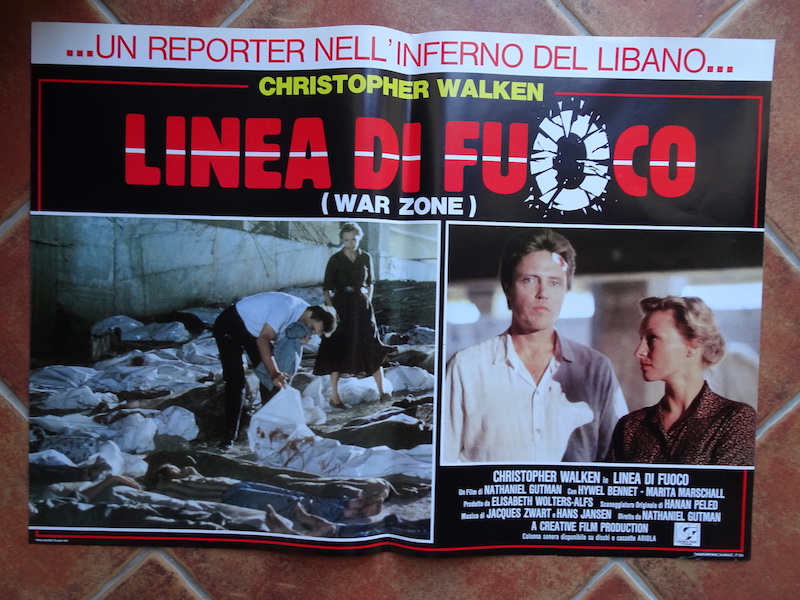 ...UN REPORTER NELL'INFERNO DEL LIBANO...
CHRISTOPHER WALKEN
LINEA DI FUOCO
(WAR ZONE)
CHRISTOPHER WALKEN in LINEA DI FUOCO
Un Film di NATHANIEL GUTMAN Con HYWEL BENNET - MARITA MARSCHALL
Prodotto da ELISABETH WOLTERS-ALFS Sceneggiatura Originale di HANAN PELED
Musica di JACQUES ZWART e HANS JANSEN Diretto da NATHANIEL GUTMAN
A CREATIVE FILM PRODUCTION
Colonna sonora disponibile su dischi e cassette ARIOLA